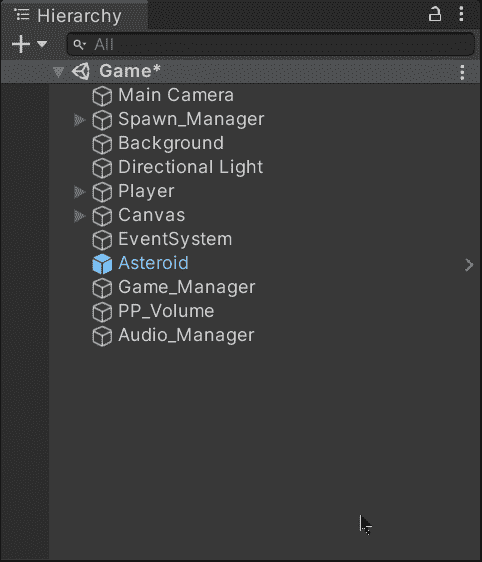 Hierarchy
All
Game*
Main Camera
Spawn_Manager
Background
Directional Light
Player
Canvas
EventSystem
Asteroid
Game_Manager
PP_Volume
Audio_Manager